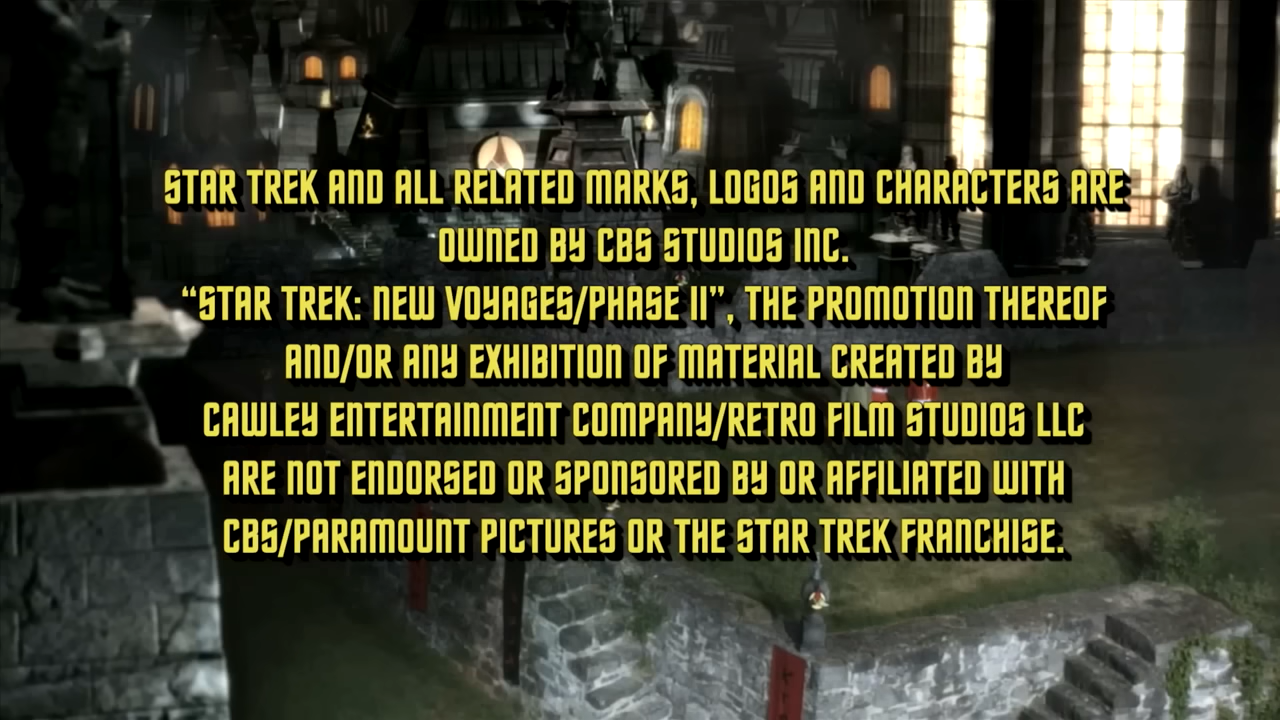 STAR TREK AND ALL RELATED MARKS, LOGOS AND CHARACTERS ARE
OWNED BY CBS STUDIOS INC.
“STAR TREK: NEW VOYAGES/PHASE II”, THE PROMOTION THEREOF
AND/OR ANY EXHIBITION OF MATERIAL CREATED BY
CAWLEY ENTERTAINMENT COMPANY/RETRO FILM STUDIOS LLC
ARE NOT ENDORSED OR SPONSORED BY OR AFFILIATED WITH
CBS/PARAMOUNT PICTURES OR THE STAR TREK FRANCHISE.